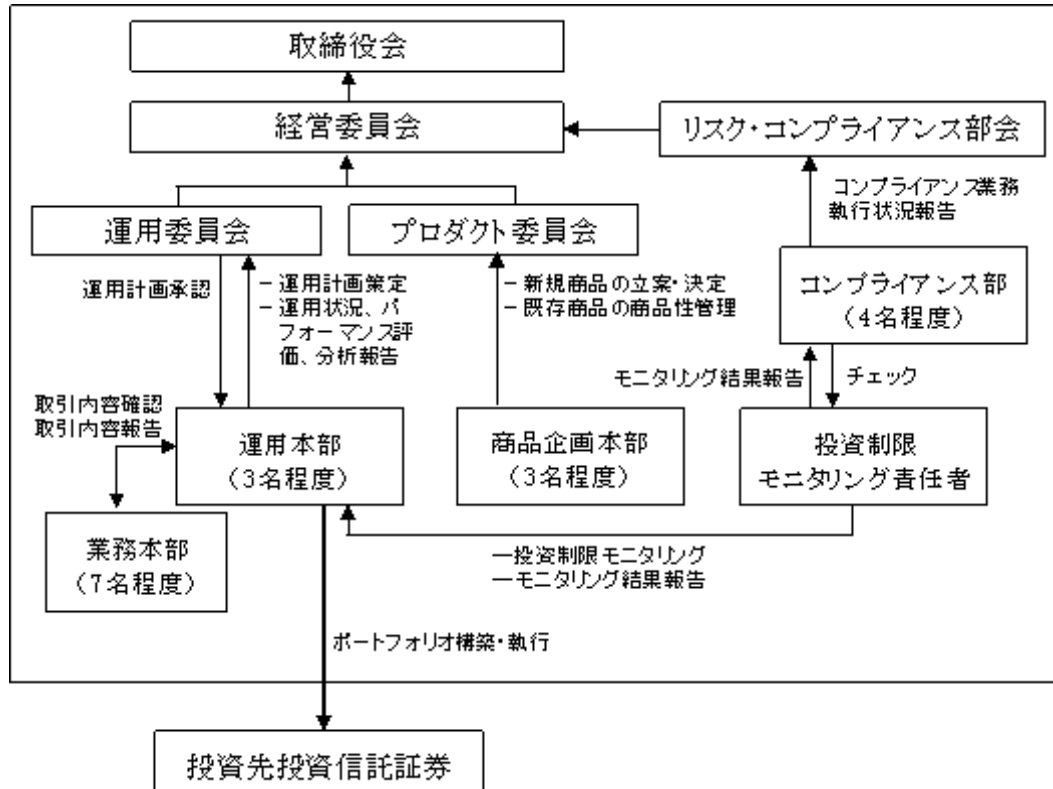 取締役会
経営委員会
リスク・コンプライアンス部会
コンプライアンス業務
執行状況報告
運用委員会
プロダクト委員会
運用計画承認
－運用計画策定
－運用状況、パ
フォーマンス評
価、分析報告
－新規商品の立案・決定
－既存商品の商品性管理
コンプライアンス部
（4名程度）
モニタリング結果報告
チェック
取引内容確認
取引内容報告
運用本部
（3名程度）
商品企画本部
（3名程度）
投資制限
モニタリング責任者
業務本部
（7名程度）
―投資制限モニタリング
―モニタリング結果報告
ポートフォリオ構築・執行
投資先投資信託証券